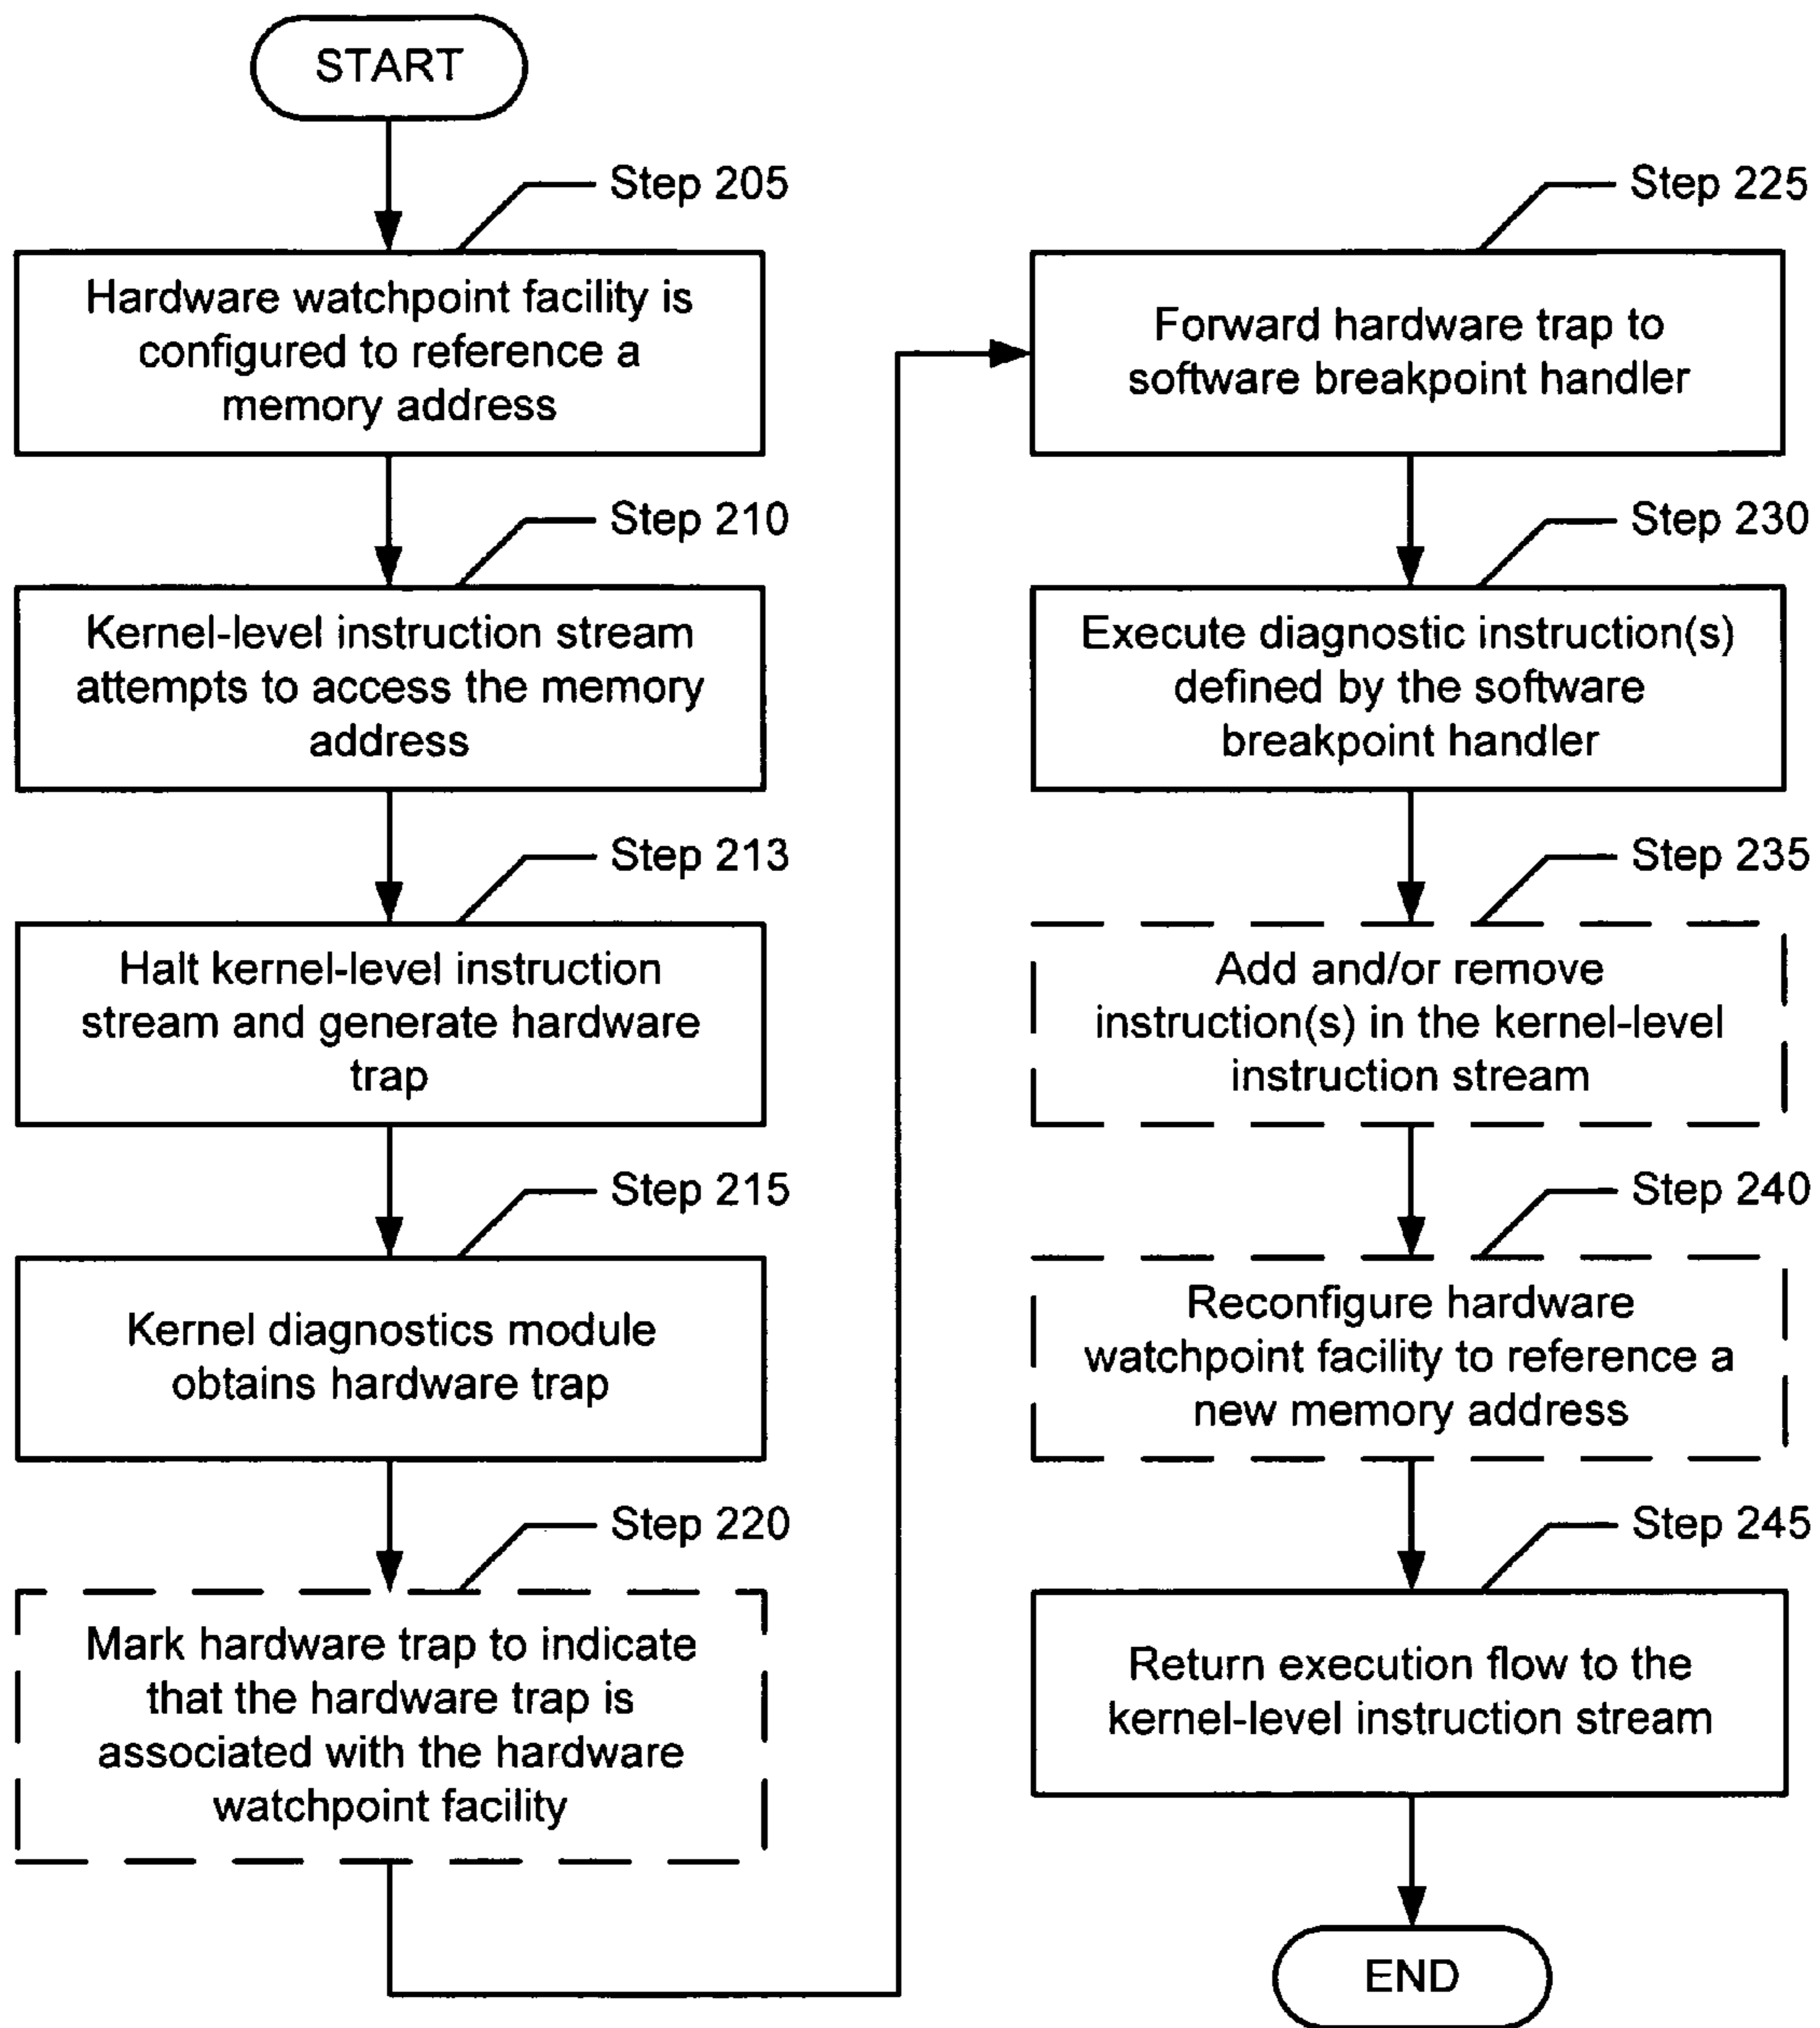 START
Step 205
Hardware watchpoint facility is
configured to reference a
memory address
Step 210
Kernel-level instruction stream
attempts to access the memory
address
Step 213
Halt kernel-level instruction
stream and generate hardware
trap
Step 215
Kernel diagnostics module
obtains hardware trap
Step 220
Mark hardware trap to indicate
that the hardware trap is
associated with the hardware
watchpoint facility
Step 225
Forward hardware trap to
software breakpoint handler
Step 230
Execute diagnostic instruction(s)
defined by the software
breakpoint handler
Step 235
Add and/or remove
instruction(s) in the kernel-level
instruction stream
Step 240
Reconfigure hardware
watchpoint facility to reference a
new memory address
Step 245
Return execution flow to the
kernel-level instruction stream
END